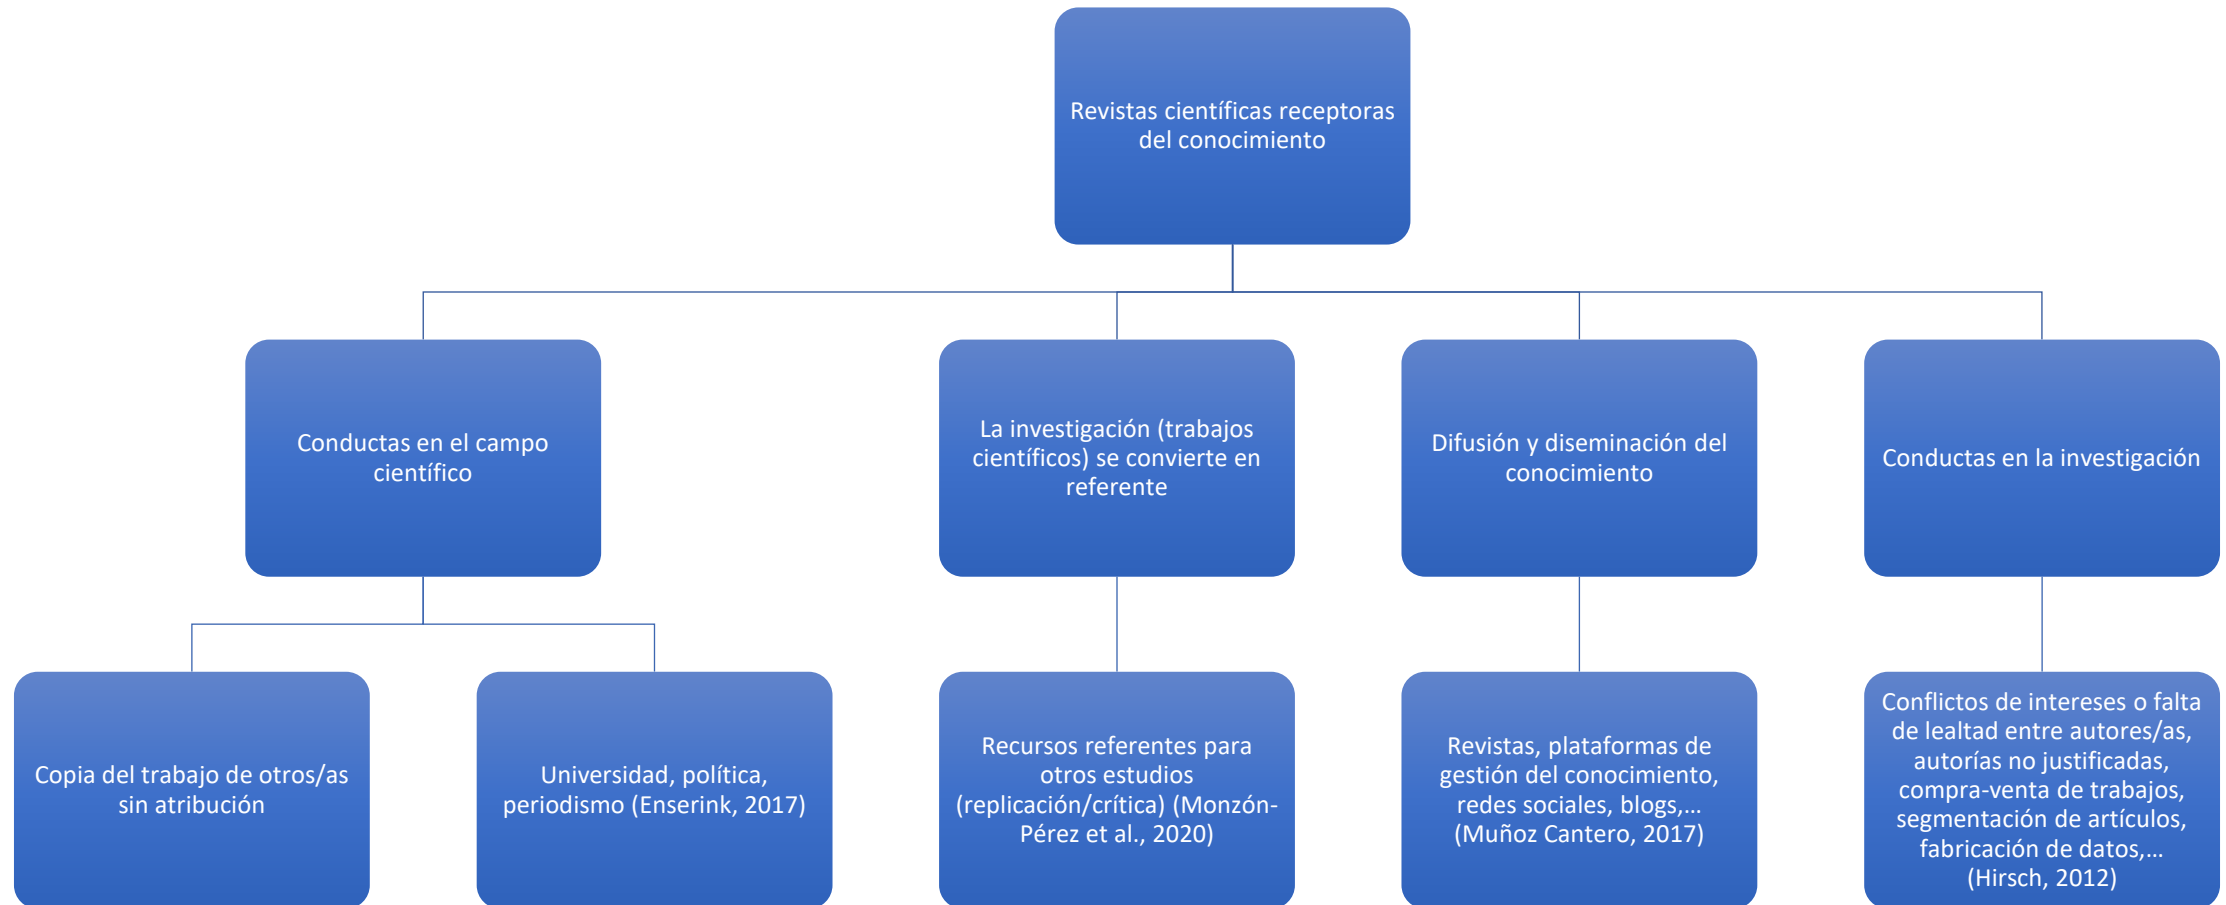 Revistas científicas receptoras
del conocimiento
Conductas en el campo
científico
La investigación (trabajos
científicos) se convierte en
referente
Difusión y diseminación del
conocimiento
Conductas en la investigación
Copia del trabajo de otros/as
sin atribución
Universidad, política,
periodismo (Enserink, 2017)
Recursos referentes para
otros estudios
(replicación/crítica) (Monzón-
Pérez et al., 2020)
Revistas, plataformas de
gestión del conocimiento,
redes sociales, blogs,...
(Muñoz Cantero, 2017)
Conflictos de intereses o falta
de lealtad entre autores/as,
autorías no justificadas,
compra-venta de trabajos,
segmentación de artículos,
fabricación de datos,...
(Hirsch, 2012)